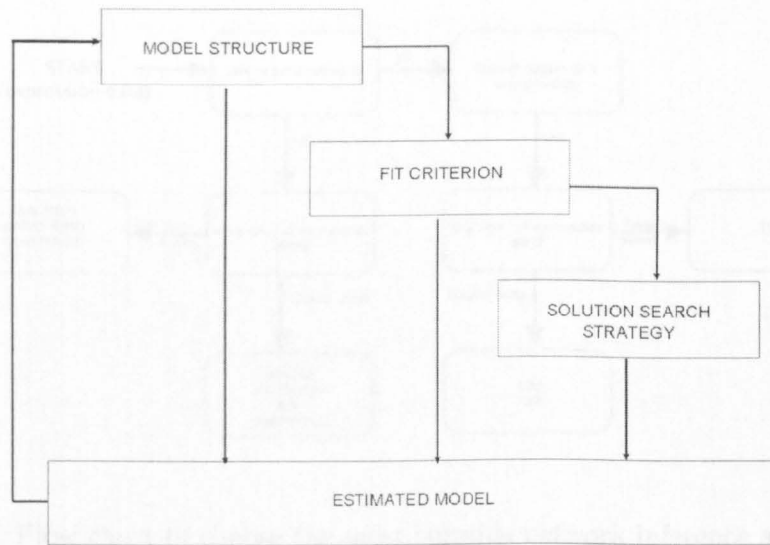 MODEL STRUCTURE
FIT CRITERION
SOLUTION SEARCH
STRATEGY
ESTIMATED MODEL